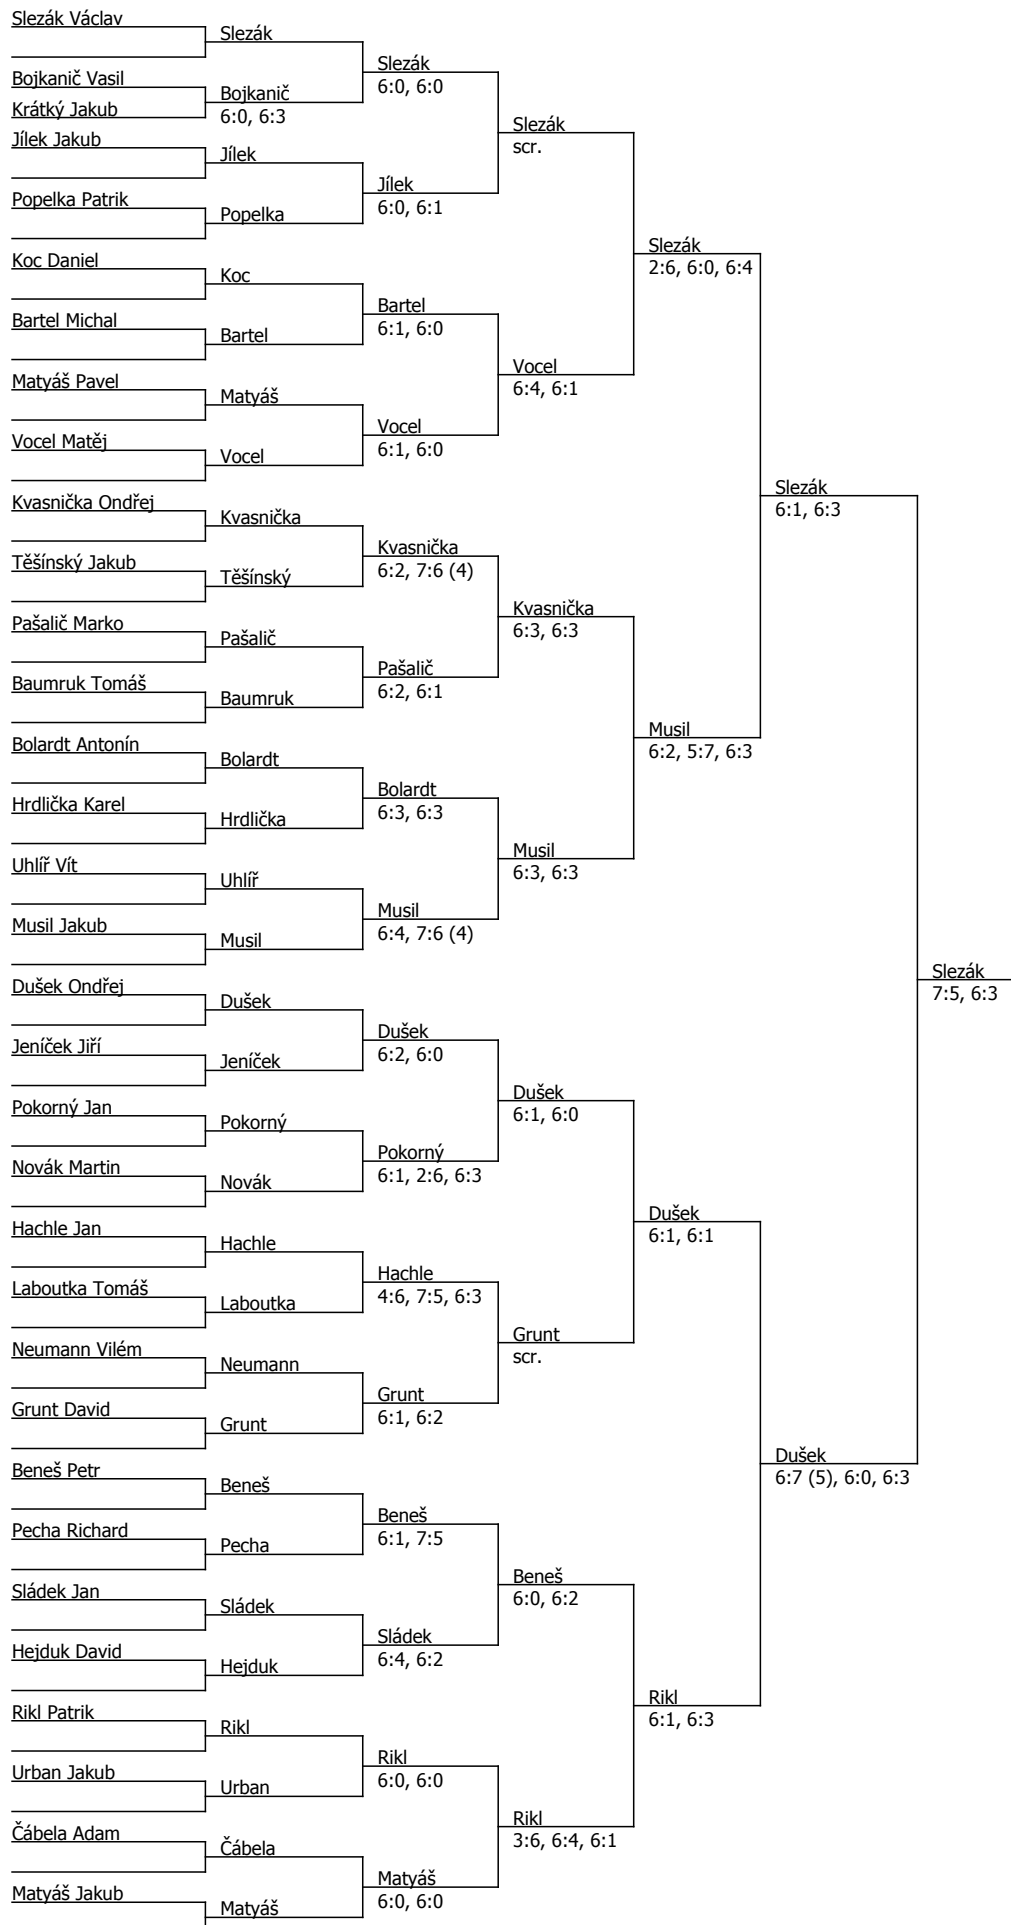 Slezák Václav
Bojkanič Vasil
Krátký Jakub
Jílek Jakub
Popelka Patrik
Koc Daniel
Bartel Michal
Matyáš Pavel
Vocel Matěj
Kvasnička Ondřej
Těšínský Jakub
Pašalič Marko
Baumruk Tomáš
Bolardt Antonín
Hrdlička Karel
Uhlíř Vít
Musil Jakub
Dušek Ondřej
Jeníček Jiří
Pokorný Jan
Novák Martin
Hachle Jan
Laboutka Tomáš
Neumann Vilém
Grunt David
Beneš Petr
Pecha Richard
Sládek Jan
Hejduk David
Rikl Patrik
Urban Jakub
Čábela Adam
Matyáš Jakub
Slezák
Bojkanič
6:0, 6:3
Jílek
Popelka
Koc
Bartel
Matyáš
Vocel
Kvasnička
Těšínský
Pašalič
Baumruk
Bolardt
Hrdlička
Uhlíř
Musil
Dušek
Jeníček
Pokorný
Novák
Hachle
Laboutka
Neumann
Grunt
Beneš
Pecha
Sládek
Hejduk
Rikl
Urban
Čábela
Matyáš
Slezák
6:0, 6:0
Jílek
6:0, 6:1
Bartel
6:1, 6:0
Vocel
6:1, 6:0
Kvasnička
6:2, 7:6 (4)
Pašalič
6:2, 6:1
Bolardt
6:3, 6:3
Musil
6:4, 7:6 (4)
Dušek
6:2, 6:0
Pokorný
6:1, 2:6, 6:3
Hachle
4:6, 7:5, 6:3
Grunt
6:1, 6:2
Beneš
6:1, 7:5
Sládek
6:4, 6:2
Rikl
6:0, 6:0
Matyáš
6:0, 6:0
Slezák
scr.
Vocel
6:4, 6:1
Kvasnička
6:3, 6:3
Musil
6:3, 6:3
Dušek
6:1, 6:0
Grunt
scr.
Beneš
6:0, 6:2
Rikl
3:6, 6:4, 6:1
Slezák
2:6, 6:0, 6:4
Musil
6:2, 5:7, 6:3
Dušek
6:1, 6:1
Rikl
6:1, 6:3
Slezák
6:1, 6:3
Dušek
6:7 (5), 6:0, 6:3
Slezák
7:5, 6:3